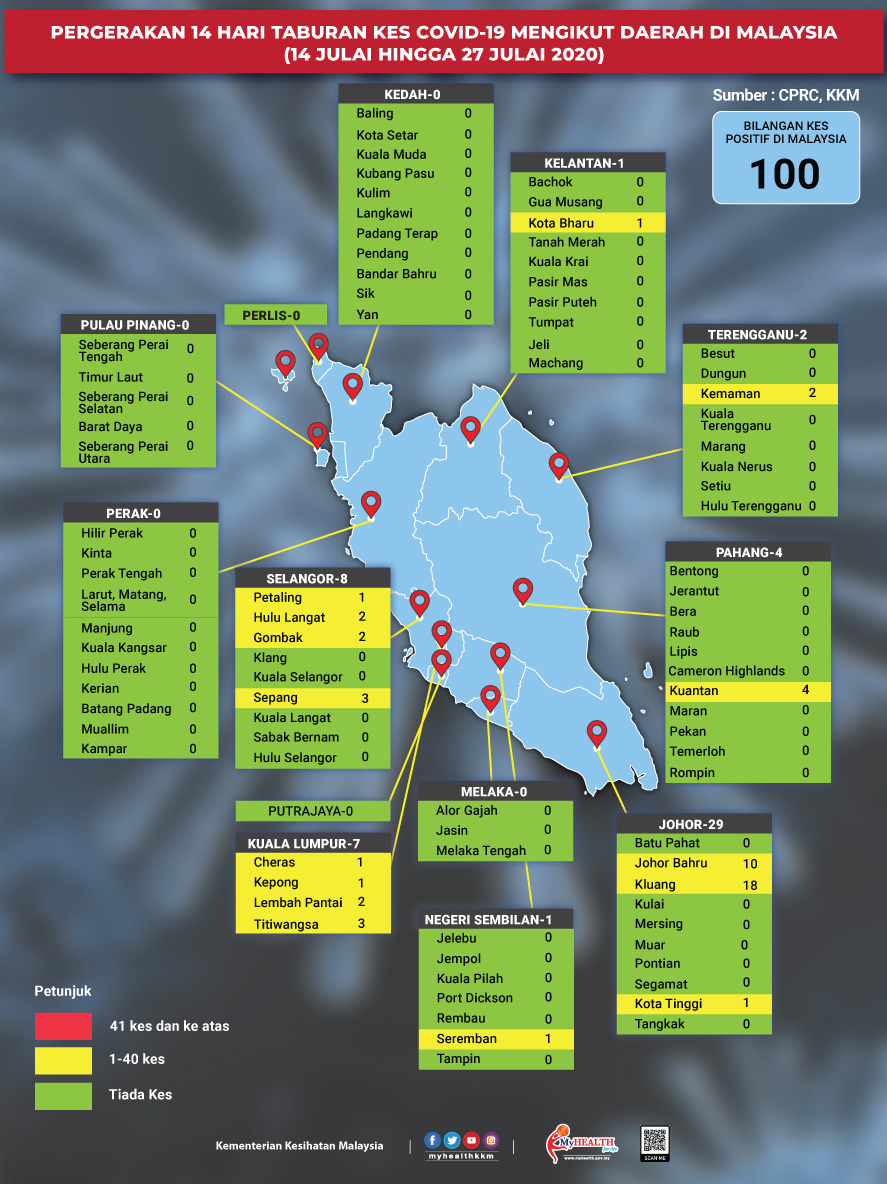 PERGERAKAN 14 HARI TABURAN KES COVID-19 MENGIKUT DAERAH DI MALAYSIA
(14 JULAI HINGGA 27 JULAI 2020)
Sumber : CPRC, KKM
BILANGAN KES
POSITIF DI MALAYSIA
100
KEDAH-0
Baling 0
Kota Setar 0
Kuala Muda 0
Kubang Pasu 0
Kulim 0
Langkawi 0
Padang Terap 0
Pendang 0
Bandar Bahru 0
Sik 0
Yan 0
KELANTAN-1
Bachok 0
Gua Musang 0
Kota Bharu 1
Tanah Merah 0
Kuala Krai 0
Pasir Mas 0
Pasir Puteh 0
Tumpat 0
Jeli 0
Machang 0
PERLIS-0
PULAU PINANG-0
Seberang Perai
Tengah 0
Timur Laut 0
Seberang Perai
Selatan 0
Barat Daya 0
Seberang Perai
Utara 0
TERENGGANU-2
Besut 0
Dungun 0
Kemaman 2
Kuala
Terengganu 0
Marang 0
Kuala Nerus 0
Setiu 0
Hulu Terengganu 0
PERAK-0
Hilir Perak 0
Kinta 0
Perak Tengah 0
Larut, Matang,
Selama 0
Manjung 0
Kuala Kangsar 0
Hulu Perak 0
Kerian 0
Batang Padang 0
Muallim 0
Kampar 0
SELANGOR-8
Petaling 1
Hulu Langat 2
Gombak 2
Klang 0
Kuala Selangor 0
Sepang 3
Kuala Langat 0
Sabak Bernam 0
Hulu Selangor 0
PAHANG-4
Bentong 0
Jerantut 0
Bera 0
Raub 0
Lipis 0
Cameron Highlands 0
Kuantan 4
Maran 0
Pekan 0
Temerloh 0
Rompin 0
PUTRAJAYA-0
KUALA LUMPUR-7
Cheras 1
Kepong 1
Lembah Pantai 2
Titiwangsa 3
MELAKA-0
Alor Gajah 0
Jasin 0
Melaka Tengah 0
JOHOR-29
Batu Pahat 0
Johor Bahru 10
Kluang 18
Kulai 0
Mersing 0
Muar 0
Pontian 0
Segamat 0
Kota Tinggi 1
Tangkak 0
NEGERI SEMBILAN-1
Jelebu 0
Jempol 0
Kuala Pilah 0
Port Dickson 0
Rembau 0
Seremban 1
Tampin 0
Petunjuk
41 kes dan ke atas
1-40 kes
Tiada Kes
Kementerian Kesihatan Malaysia
myhealthkkm
MyHEALTH
for life
www.myhealth.gov.my
SCAN ME